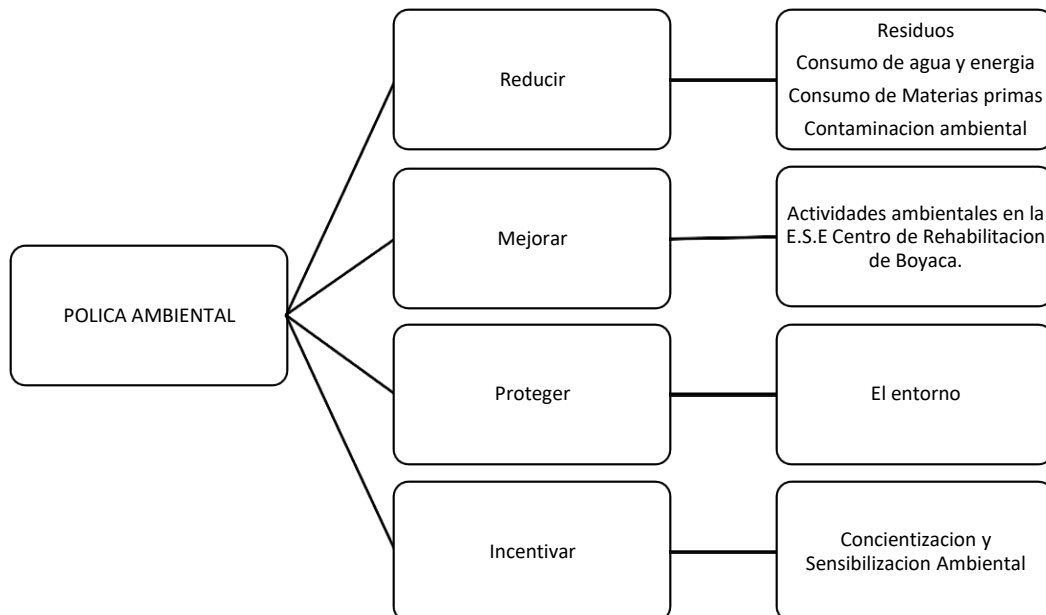 POLICA AMBIENTAL
Reducir
Residuos
Consumo de agua y energia
Consumo de Materias primas
Contaminacion ambiental
Mejorar
Actividades ambientales en la
E.S.E Centro de Rehabilitacion
de Boyaca.
Proteger
El entorno
Incentivar
Concientizacion y
Sensibilizacion Ambiental